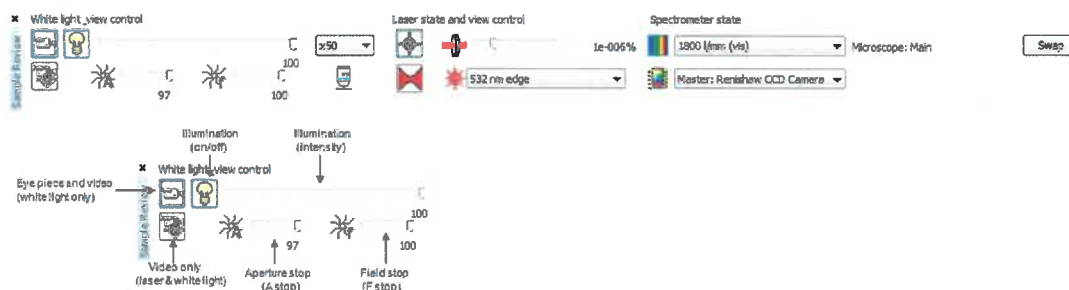 White light view control
Laser state and view control
Spectrometer state
Sample Review
x50
100
1e-006%
1800 l/mm (vis)
Microscope: Main
Swap
97
100
532 nm edge
Master: Renishaw CCD Camera
Illumination
(on/off)
Illumination
(intensity)
White light view control
Eye piece and video
(white light only)
Sample Review
100
97
100
Video only
(laser & white light)
Aperture stop
(A stop)
Field stop
(F stop)